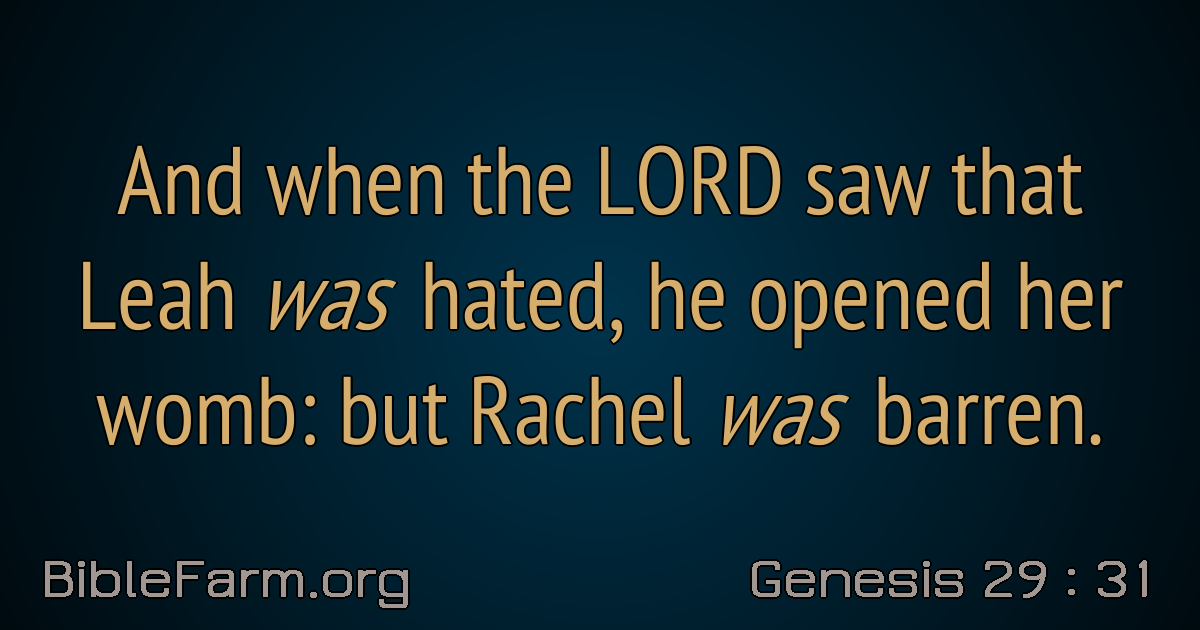 And when the LORD saw that
Leah was hated, he opened her
womb: but Rachel was barren.
BibleFarm.org
Genesis 29 : 31